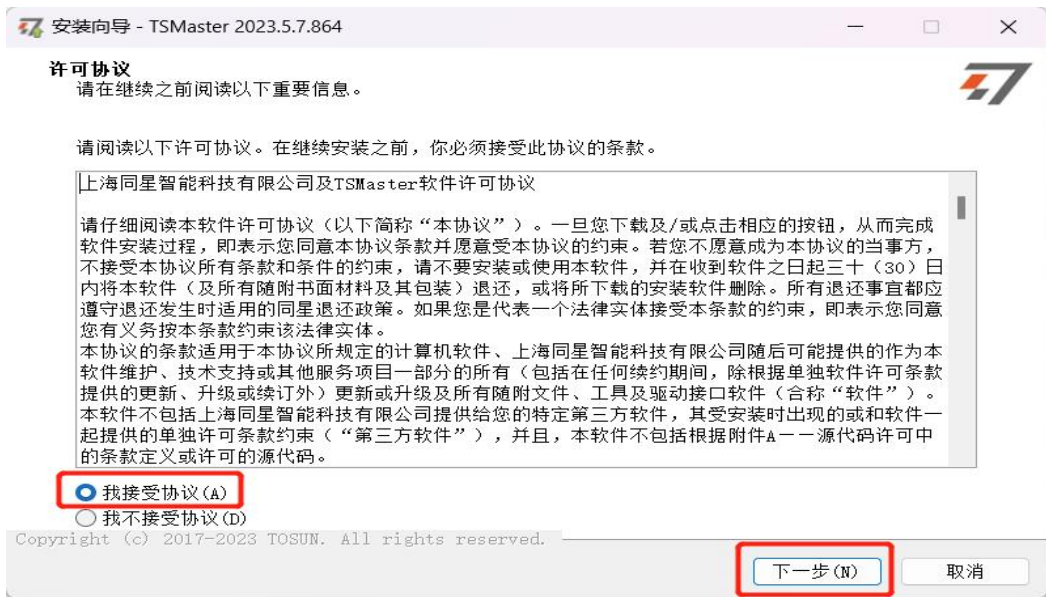 安装向导 - TSMaster 2023.5.7.864
许可协议
请在继续之前阅读以下重要信息。
请阅读以下许可协议。在继续安装之前，你必须接受此协议的条款。
上海同星智能科技有限公司及TSMaster软件许可协议
请仔细阅读本软件许可协议（以下简称“本协议”）。一旦您下载及/或点击相应的按钮，从而完成
软件安装过程，即表示您同意本协议条款并愿意受本协议的约束。若您不愿意成为本协议的当事方，
不接受本协议所有条款和条件的约束，请不要安装或使用本软件，并在收到软件之日起三十（30）日
内将本软件（及所有随附书面材料及其包装）退还，或将所下载的安装软件删除。所有退还事宜都应
遵守退还发生时适用的同星退还政策。如果您是代表一个法律实体接受本条款的约束，即表示您同意
您有义务按本条款约束该法律实体。
本协议的条款适用于本协议所规定的计算机软件、上海同星智能科技有限公司随后可能提供的作为本
软件维护、技术支持或其他服务项目一部分的所有（包括在任何续约期间，除根据单独软件许可条款
提供的更新、升级或续订外）更新或升级及所有随附文件、工具及驱动接口软件（合称“软件”）。
本软件不包括上海同星智能科技有限公司提供给您的特定第三方软件，其受安装时出现的或和软件一
起提供的单独许可条款约束（“第三方软件”），并且，本软件不包括根据附件A——源代码许可中
的条款定义或许可的源代码。
我接受协议(A)
我不接受协议(D)
Copyright (c) 2017-2023 TOSUN. All rights reserved.
下一步(N) 取消